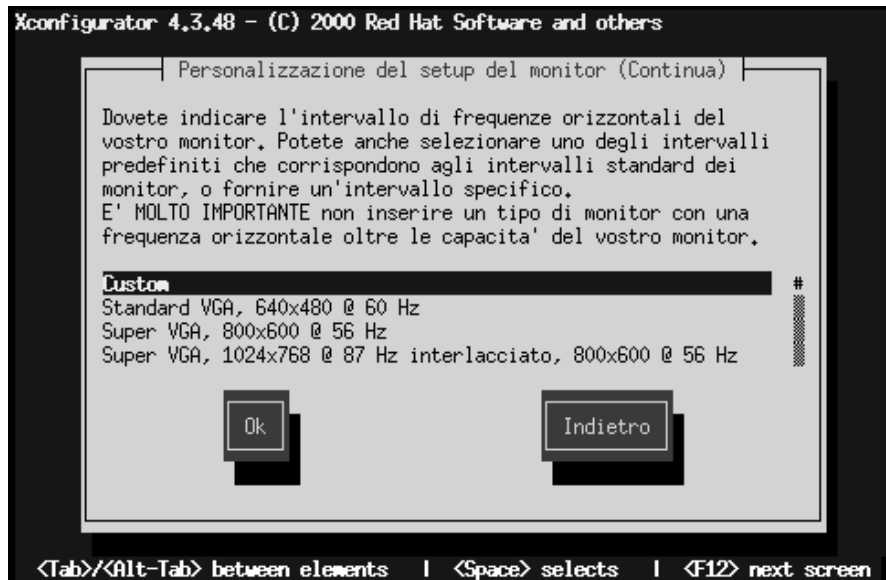 Xconfigurator 4.3.48 - (C) 2000 Red Hat Software and others
Personalizzazione del setup del monitor (Continua)
Dovete indicare l'intervallo di frequenze orizzontali del
vostro monitor. Potete anche selezionare uno degli intervalli
predefiniti che corrispondono agli intervalli standard dei
monitor, o fornire un'intervallo specifico.
E' MOLTO IMPORTANTE non inserire un tipo di monitor con una
frequenza orizzontale oltre le capacita' del vostro monitor.
Custom #
Standard VGA, 640x480 @ 60 Hz
Super VGA, 800x600 @ 56 Hz
Super VGA, 1024x768 @ 87 Hz interlacciato, 800x600 @ 56 Hz
Ok Indietro
<Tab>/<Alt-Tab> between elements | <Space> selects | <F12> next screen